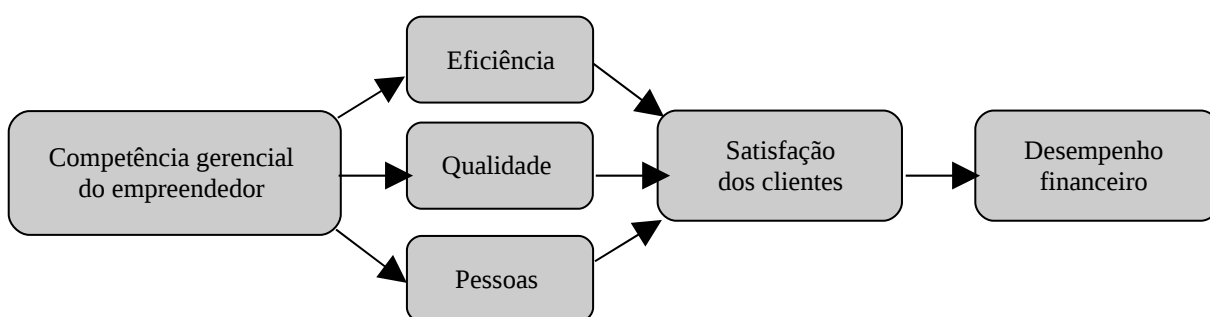 Competência gerencial
do empreendedor
Eficiência
Qualidade
Pessoas
Satisfação
dos clientes
Desempenho
financeiro